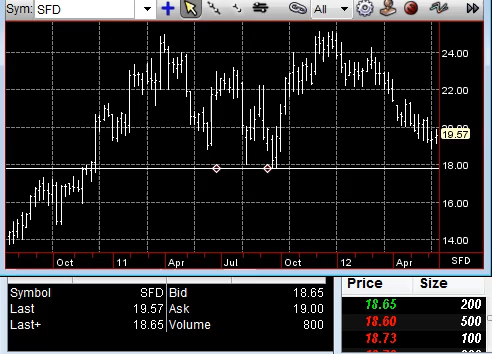 Sym: SFD All
24.00
22.00
20.00
19.57
18.00
16.00
14.00
Oct 11 Apr Jul Oct 12 Apr SFD
Symbol SFD Bid 18.65
Last 19.57 Ask 19.00
Last+ 18.65 Volume 800
Price Size
18.65 200
18.60 500
18.73 100